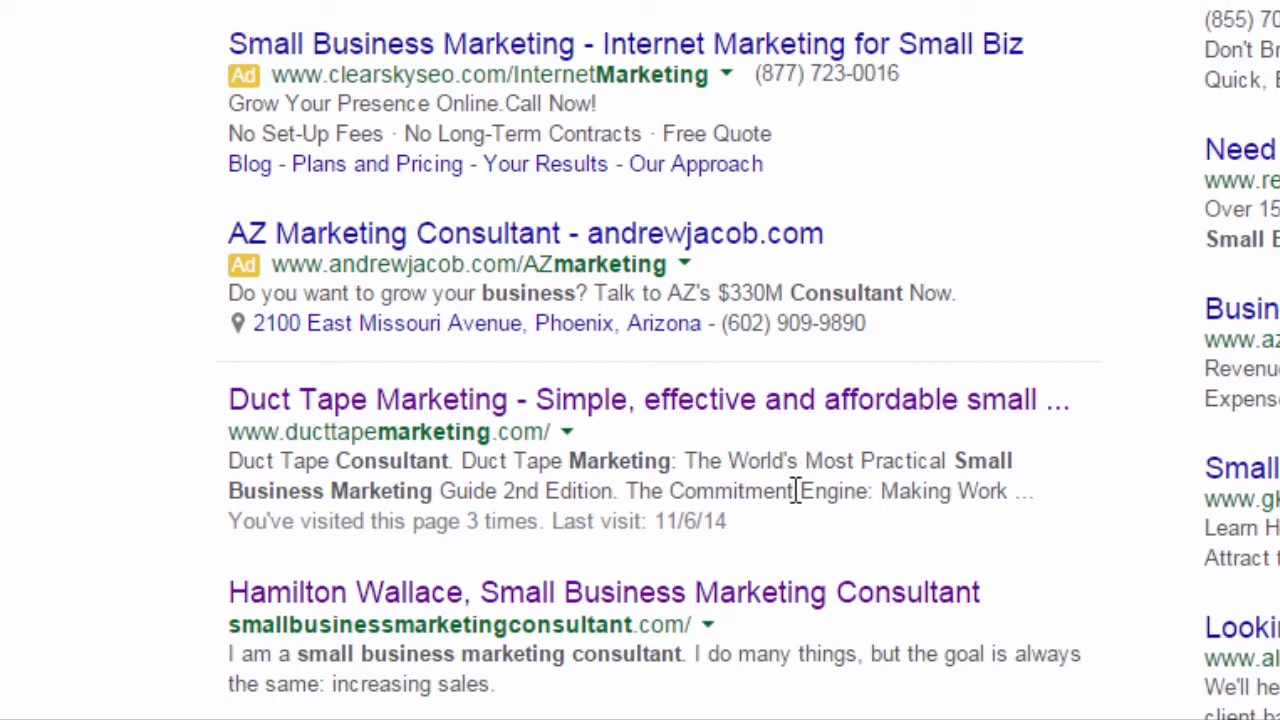 Small Business Marketing - Internet Marketing for Small Biz
Ad www.clearskyseo.com/InternetMarketing (877) 723-0016
Grow Your Presence Online.Call Now!
No Set-Up Fees · No Long-Term Contracts · Free Quote
Blog - Plans and Pricing - Your Results - Our Approach
AZ Marketing Consultant - andrewjacob.com
Ad www.andrewjacob.com/AZmarketing
Do you want to grow your business? Talk to AZ's $330M Consultant Now.
2100 East Missouri Avenue, Phoenix, Arizona - (602) 909-9890
Duct Tape Marketing - Simple, effective and affordable small ...
www.ducttapemarketing.com/
Duct Tape Consultant. Duct Tape Marketing: The World's Most Practical Small
Business Marketing Guide 2nd Edition. The Commitment Engine: Making Work ...
You've visited this page 3 times. Last visit: 11/6/14
Hamilton Wallace, Small Business Marketing Consultant
smallbusinessmarketingconsultant.com/
I am a small business marketing consultant. I do many things, but the goal is always
the same: increasing sales.
(855) 70
Don't Br
Quick, E
Need
www.re
Over 15
Small B
Busin
www.az
Revenu
Expens
Small
www.gk
Learn H
Attract t
Lookin
www.al
We'll he
client ba